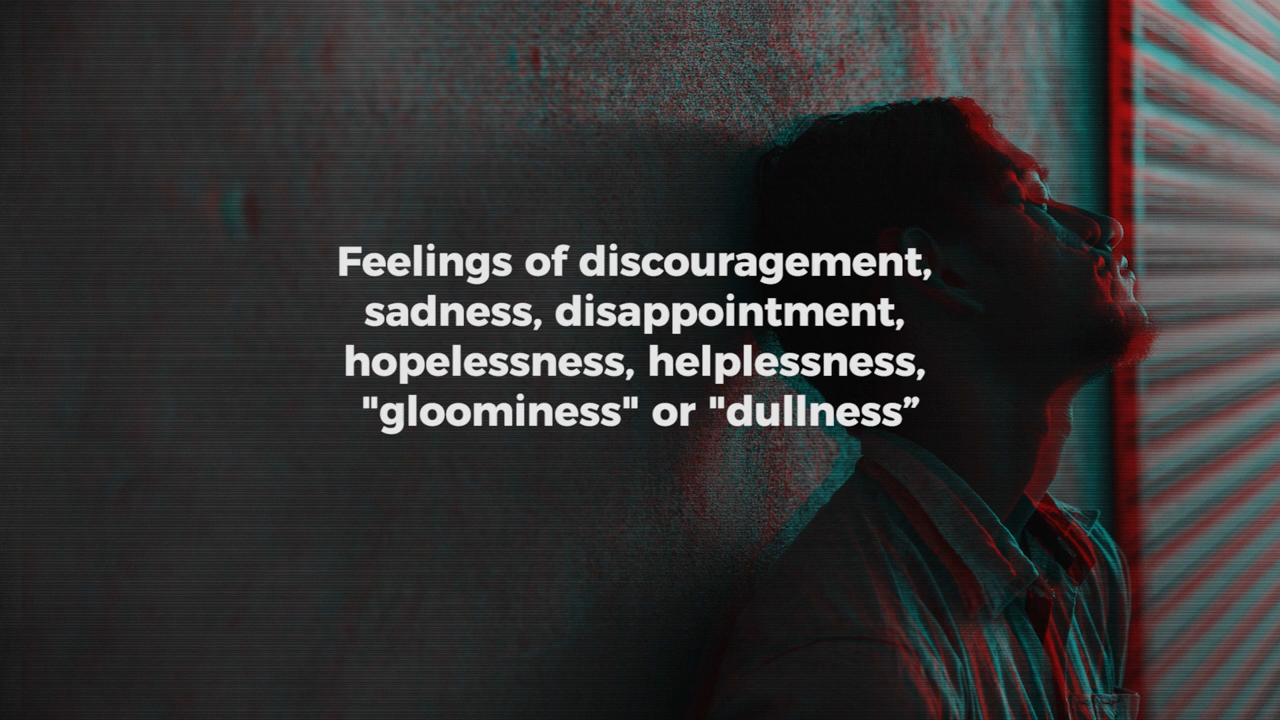 Feelings of discouragement,
sadness, disappointment,
hopelessness, helplessness,
"gloominess" or "dullness”